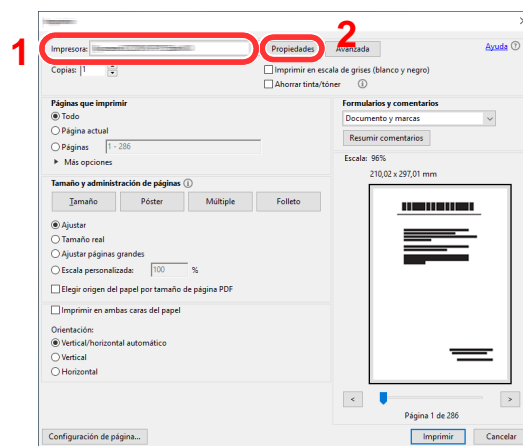 2
1
Impresora:
Propiedades
Avanzada
Ayuda
Copias: 1
Imprimir en escala de grises (blanco y negro)
Ahorrar tinta/tóner
Páginas que imprimir
Todo
Página actual
Páginas 1 - 286
Más opciones
Formularios y comentarios
Documento y marcas
Resumir comentarios
Escala: 96%
210,02 x 297,01 mm
Tamaño y administración de páginas
Tamaño Póster Múltiple Folleto
Ajustar
Tamaño real
Ajustar páginas grandes
Escala personalizada: 100 %
Elegir origen del papel por tamaño de página PDF
Imprimir en ambas caras del papel
Orientación:
Vertical/horizontal automático
Vertical
Horizontal
< >
Página 1 de 286
Configuración de página...
Imprimir
Cancelar